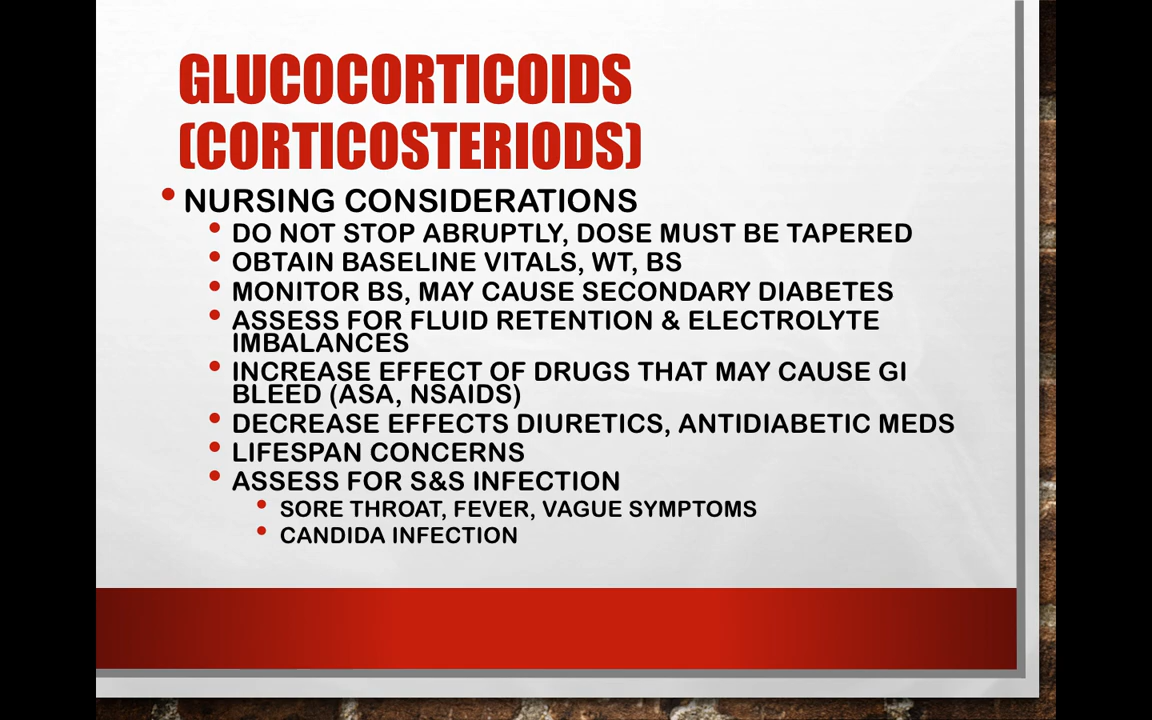 GLUCOCORTICOIDS
(CORTICOSTERIODS)
• NURSING CONSIDERATIONS
• DO NOT STOP ABRUPTLY, DOSE MUST BE TAPERED
• OBTAIN BASELINE VITALS, WT, BS
• MONITOR BS, MAY CAUSE SECONDARY DIABETES
• ASSESS FOR FLUID RETENTION & ELECTROLYTE
IMBALANCES
• INCREASE EFFECT OF DRUGS THAT MAY CAUSE GI
BLEED (ASA, NSAIDS)
• DECREASE EFFECTS DIURETICS, ANTIDIABETIC MEDS
• LIFESPAN CONCERNS
• ASSESS FOR S&S INFECTION
• SORE THROAT, FEVER, VAGUE SYMPTOMS
• CANDIDA INFECTION